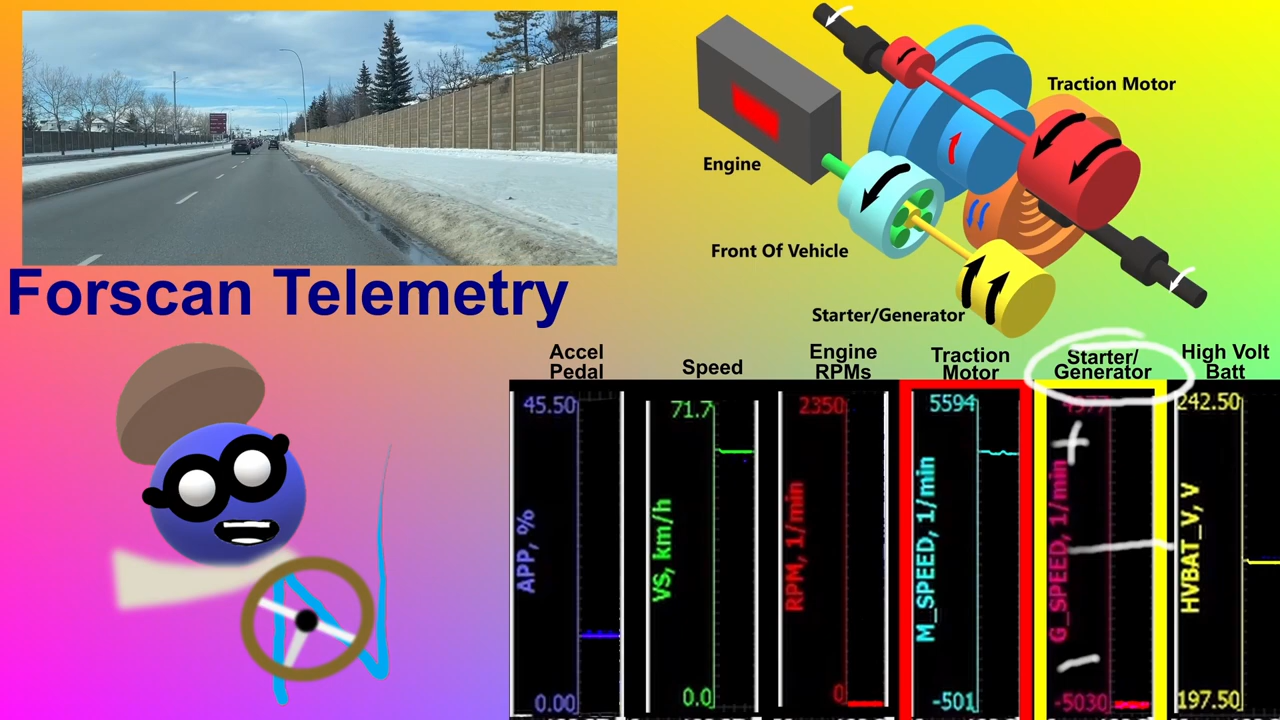 Traction Motor
Engine
Front Of Vehicle
Starter/Generator
Forscan Telemetry
Accel
Pedal
Speed
Engine
RPMs
Traction
Motor
Starter/
Generator
High Volt
Batt
45.50
APP, %
0.00
71.7
VS, km/h
0.0
2350
RPM, 1/min
0
5594
M_SPEED, 1/min
-501
+
G_SPEED, 1/min
-5030
242.50
HVBAT_V, V
197.50